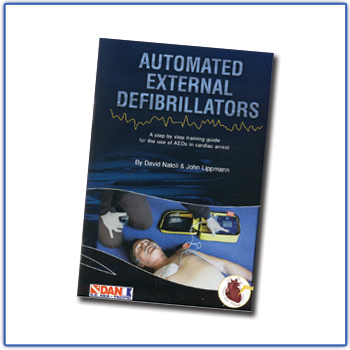 AUTOMATED
EXTERNAL
DEFIBRILLATORS
A step by step training guide
for the use of AEDs in cardiac arrest
By David Natoli & John Lippmann
DAN